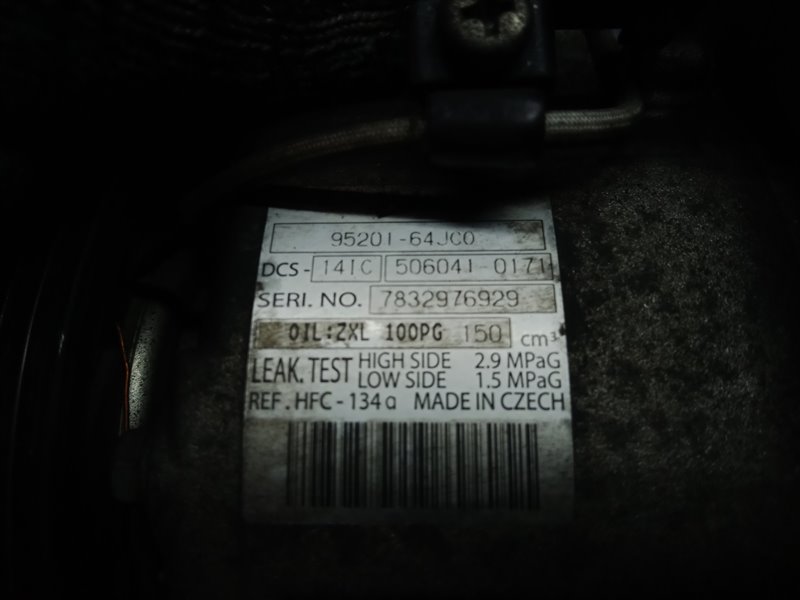 95201-64JC0
DCS - 141C 506041-0171
SERI. NO. 7832976929
OIL:ZXL 100PG 150 cm³
LEAK. TEST HIGH SIDE 2.9 MPaG
LOW SIDE 1.5 MPaG
REF. HFC - 134a MADE IN CZECH